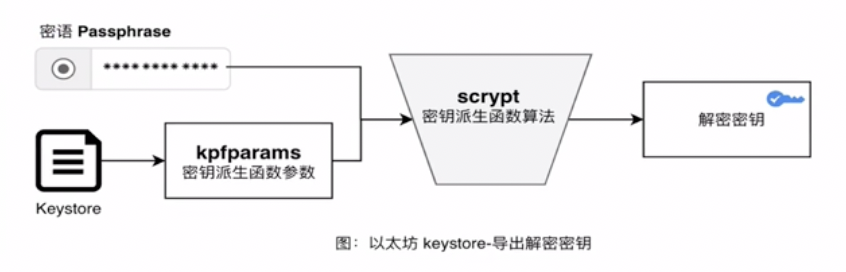 密语 Passphrase
************
Keystore
kpfparams
密钥派生函数参数
scrypt
密钥派生函数算法
解密密钥
图：以太坊 keystore-导出解密密钥